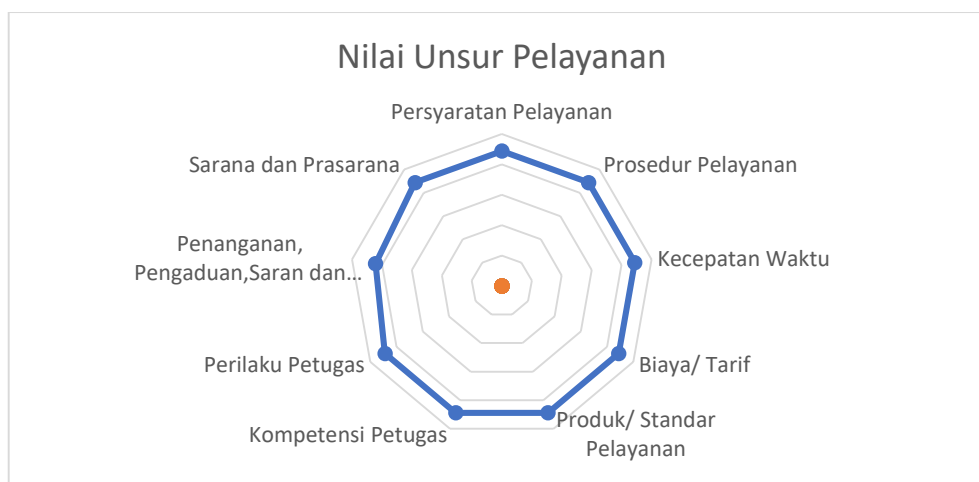 Nilai Unsur Pelayanan
Persyaratan Pelayanan
Prosedur Pelayanan
Kecepatan Waktu
Biaya/ Tarif
Produk/ Standar
Pelayanan
Kompetensi Petugas
Perilaku Petugas
Penanganan,
Pengaduan,Saran dan...
Sarana dan Prasarana